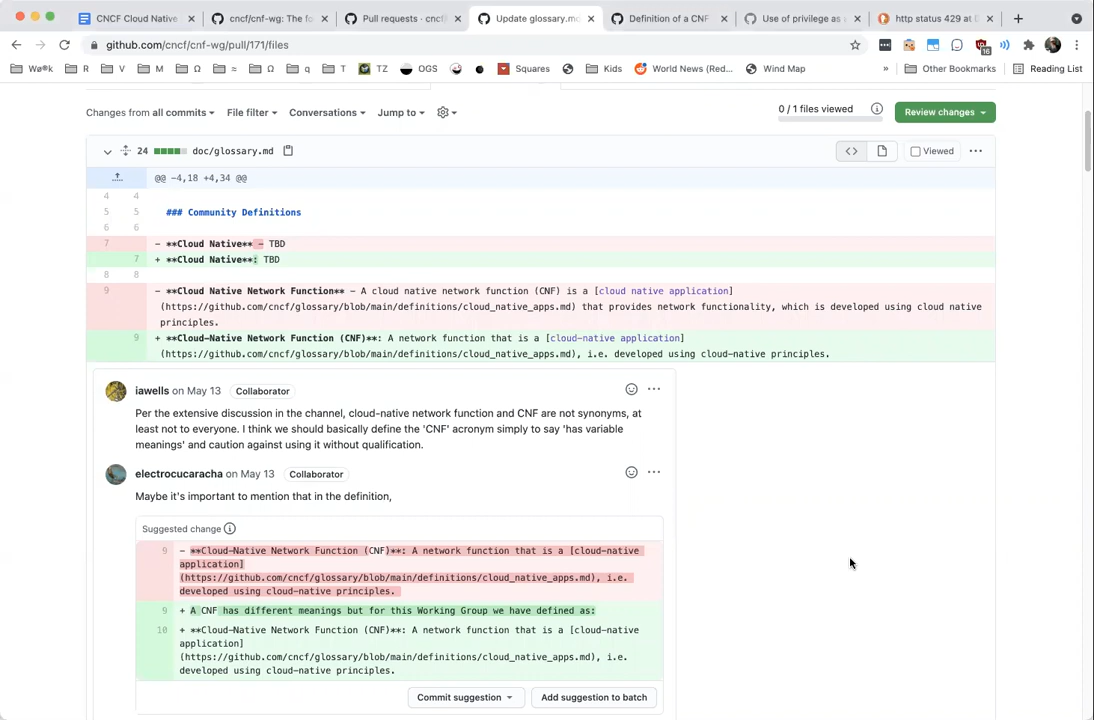 CNCF Cloud Native
cncf/cnf-wg: The fo
Pull requests · cncf
Update glossary.md
Definition of a CNF
Use of privilege as
http status 429 at D
github.com/cncf/cnf-wg/pull/171/files
16
Wø®k
R
V
M
Ω
≈
Ω
q
T
TZ
OGS
Squares
Kids
World News (Red...
Wind Map
»
Other Bookmarks
Reading List
Changes from all commits
File filter
Conversations
Jump to
0 / 1 files viewed
Review changes
24
doc/glossary.md
<>
Viewed
@@ -4,18 +4,34 @@
4 4
5 5 ### Community Definitions
6 6
7 - **Cloud Native** - TBD
7 + **Cloud Native**: TBD
8 8
9 - **Cloud Native Network Function** - A cloud native network function (CNF) is a [cloud native application]
(https://github.com/cncf/glossary/blob/main/definitions/cloud_native_apps.md) that provides network functionality, which is developed using cloud native
principles.
9 + **Cloud-Native Network Function (CNF)**: A network function that is a [cloud-native application]
(https://github.com/cncf/glossary/blob/main/definitions/cloud_native_apps.md), i.e. developed using cloud-native principles.
iawells on May 13 Collaborator
Per the extensive discussion in the channel, cloud-native network function and CNF are not synonyms, at
least not to everyone. I think we should basically define the 'CNF' acronym simply to say 'has variable
meanings' and caution against using it without qualification.
electrocucaracha on May 13 Collaborator
Maybe it's important to mention that in the definition,
Suggested change
9 - **Cloud-Native Network Function (CNF)**: A network function that is a [cloud-native
application]
(https://github.com/cncf/glossary/blob/main/definitions/cloud_native_apps.md), i.e.
developed using cloud-native principles.
9 + A CNF has different meanings but for this Working Group we have defined as:
10 + **Cloud-Native Network Function (CNF)**: A network function that is a [cloud-native
application]
(https://github.com/cncf/glossary/blob/main/definitions/cloud_native_apps.md), i.e.
developed using cloud-native principles.
Commit suggestion
Add suggestion to batch